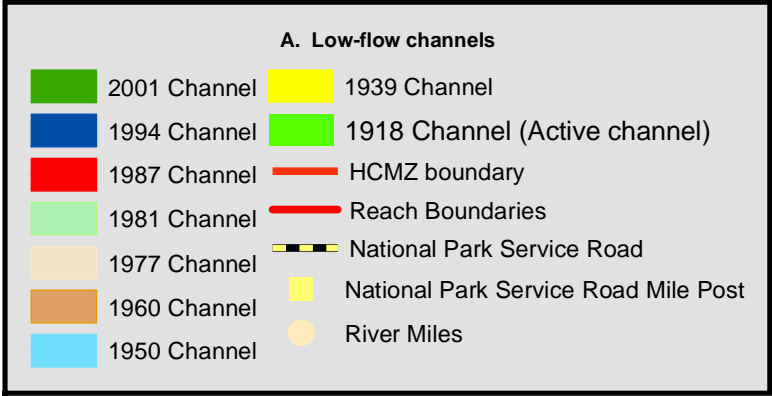 A. Low-flow channels
2001 Channel
1994 Channel
1987 Channel
1981 Channel
1977 Channel
1960 Channel
1950 Channel
1939 Channel
1918 Channel (Active channel)
HCMZ boundary
Reach Boundaries
National Park Service Road
National Park Service Road Mile Post
River Miles